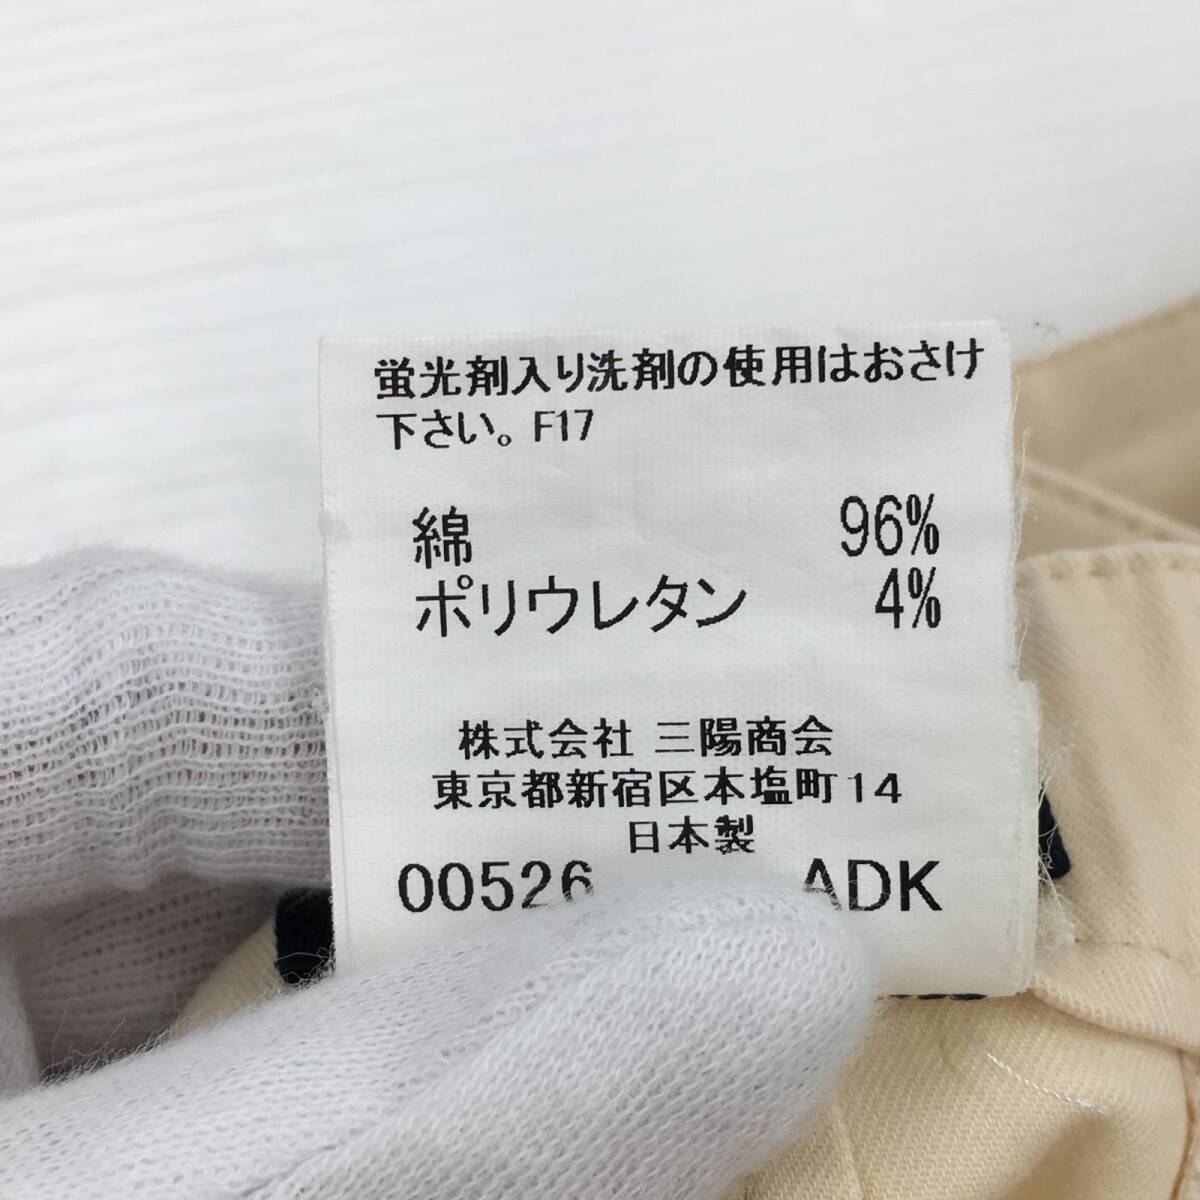 蛍光剤入り洗剤の使用はおさけ
下さい。F17
綿 96%
ポリウレタン 4%
株式会社 三陽商会
東京都新宿区本塩町14
日本製
00526 ADK